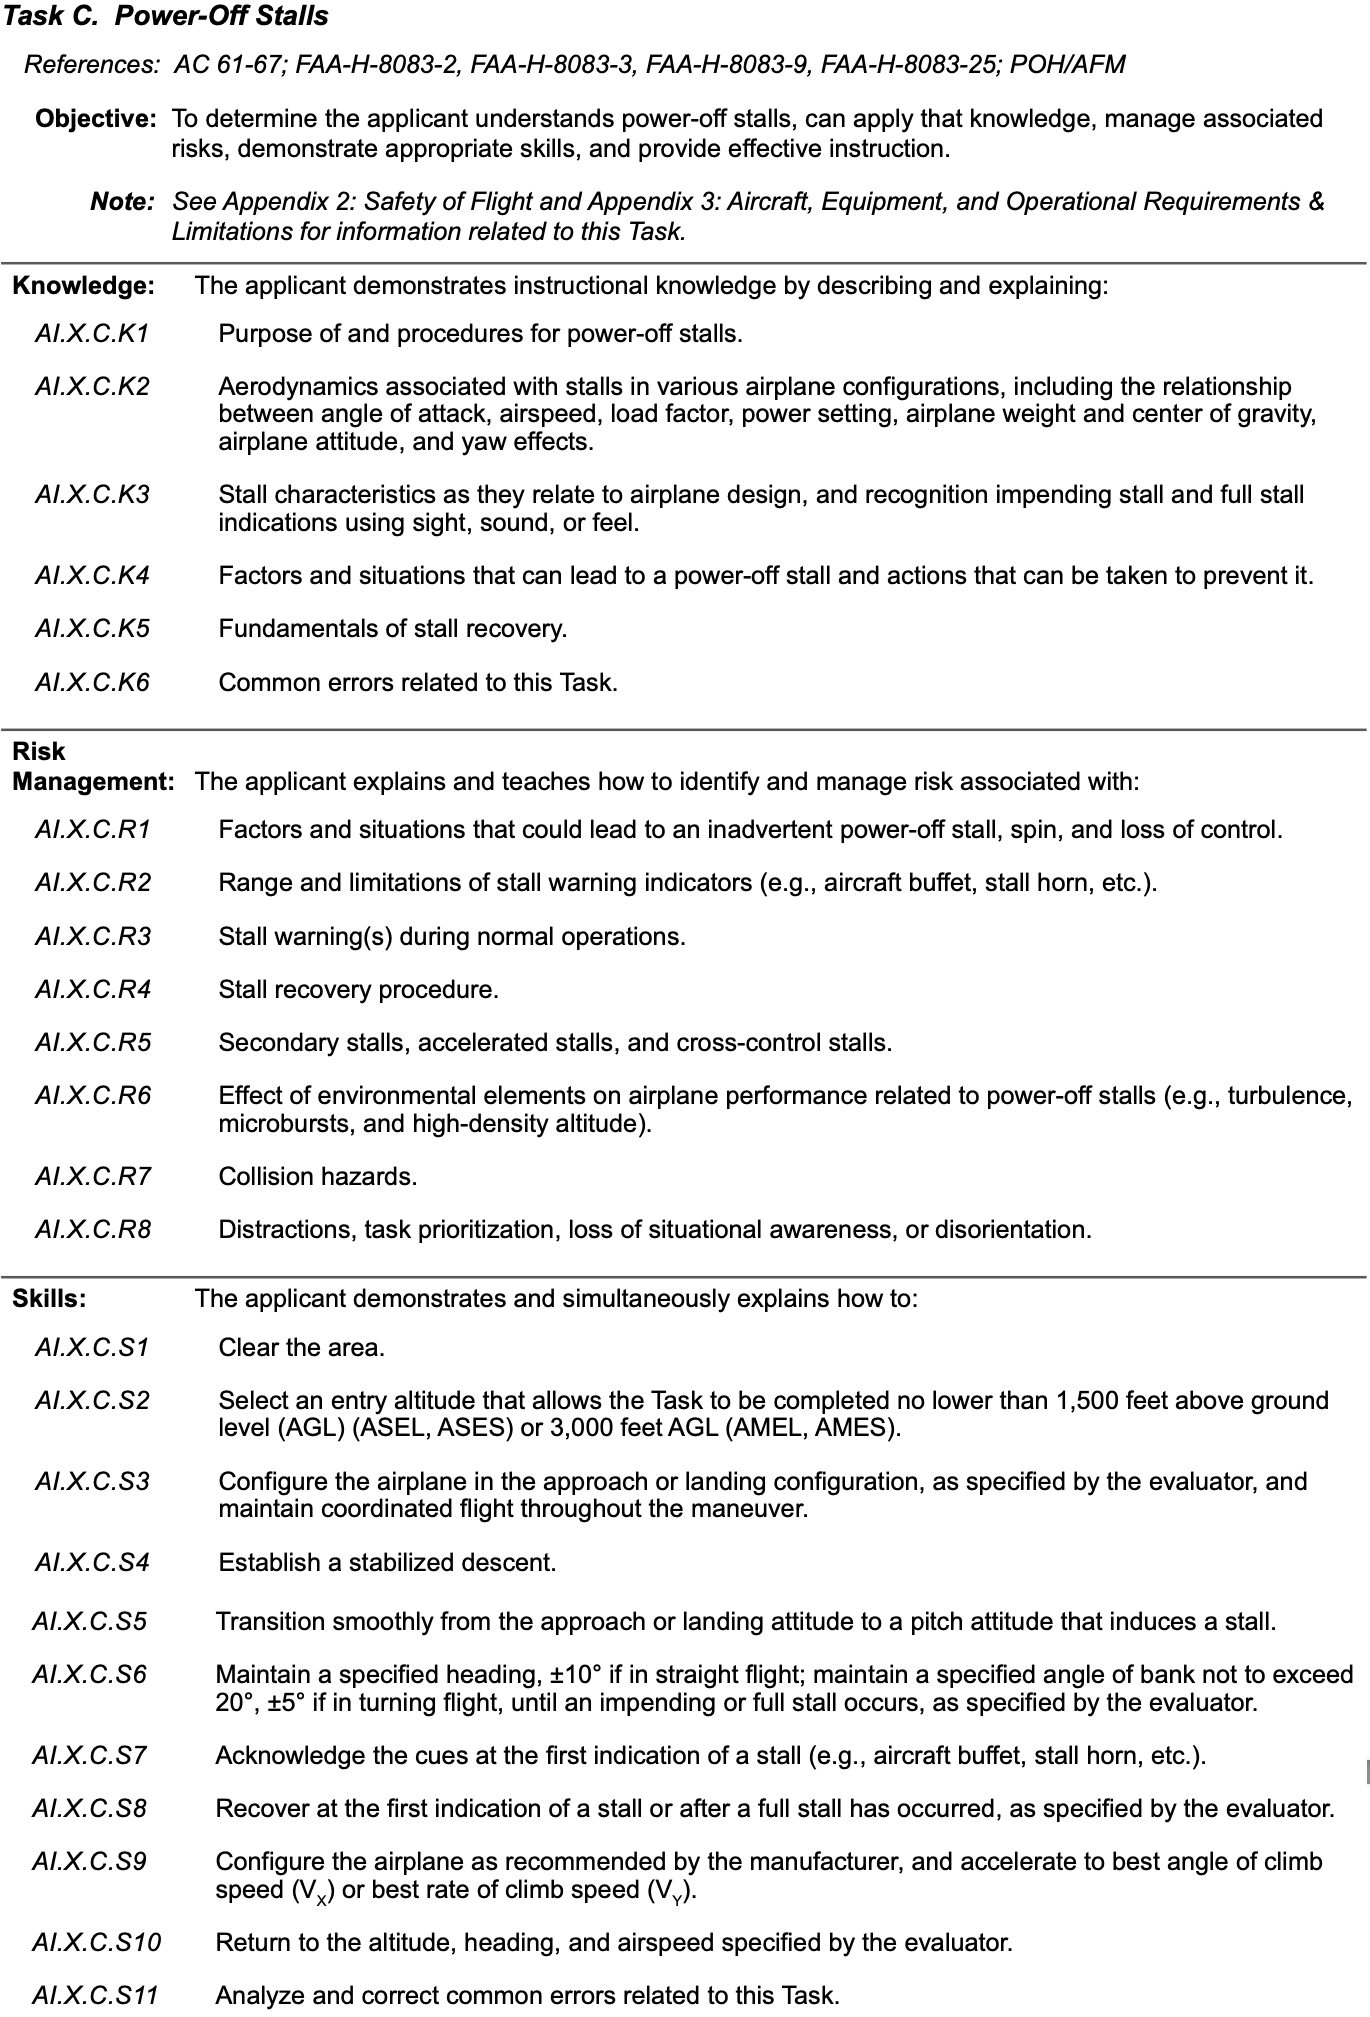 Task C.  Power-Off Stalls
References: AC 61-67; FAA-H-8083-2, FAA-H-8083-3, FAA-H-8083-9, FAA-H-8083-25; POH/AFM
Objective: To determine the applicant understands power-off stalls, can apply that knowledge, manage associated
risks, demonstrate appropriate skills, and provide effective instruction.
Note: See Appendix 2: Safety of Flight and Appendix 3: Aircraft, Equipment, and Operational Requirements &
Limitations for information related to this Task.
Knowledge: The applicant demonstrates instructional knowledge by describing and explaining:
AI.X.C.K1 Purpose of and procedures for power-off stalls.
AI.X.C.K2 Aerodynamics associated with stalls in various airplane configurations, including the relationship
between angle of attack, airspeed, load factor, power setting, airplane weight and center of gravity,
airplane attitude, and yaw effects.
AI.X.C.K3 Stall characteristics as they relate to airplane design, and recognition impending stall and full stall
indications using sight, sound, or feel.
AI.X.C.K4 Factors and situations that can lead to a power-off stall and actions that can be taken to prevent it.
AI.X.C.K5 Fundamentals of stall recovery.
AI.X.C.K6 Common errors related to this Task.
Risk
Management: The applicant explains and teaches how to identify and manage risk associated with:
AI.X.C.R1 Factors and situations that could lead to an inadvertent power-off stall, spin, and loss of control.
AI.X.C.R2 Range and limitations of stall warning indicators (e.g., aircraft buffet, stall horn, etc.).
AI.X.C.R3 Stall warning(s) during normal operations.
AI.X.C.R4 Stall recovery procedure.
AI.X.C.R5 Secondary stalls, accelerated stalls, and cross-control stalls.
AI.X.C.R6 Effect of environmental elements on airplane performance related to power-off stalls (e.g., turbulence,
microbursts, and high-density altitude).
AI.X.C.R7 Collision hazards.
AI.X.C.R8 Distractions, task prioritization, loss of situational awareness, or disorientation.
Skills: The applicant demonstrates and simultaneously explains how to:
AI.X.C.S1 Clear the area.
AI.X.C.S2 Select an entry altitude that allows the Task to be completed no lower than 1,500 feet above ground
level (AGL) (ASEL, ASES) or 3,000 feet AGL (AMEL, AMES).
AI.X.C.S3 Configure the airplane in the approach or landing configuration, as specified by the evaluator, and
maintain coordinated flight throughout the maneuver.
AI.X.C.S4 Establish a stabilized descent.
AI.X.C.S5 Transition smoothly from the approach or landing attitude to a pitch attitude that induces a stall.
AI.X.C.S6 Maintain a specified heading, ±10° if in straight flight; maintain a specified angle of bank not to exceed
20°, ±5° if in turning flight, until an impending or full stall occurs, as specified by the evaluator.
AI.X.C.S7 Acknowledge the cues at the first indication of a stall (e.g., aircraft buffet, stall horn, etc.).
AI.X.C.S8 Recover at the first indication of a stall or after a full stall has occurred, as specified by the evaluator.
AI.X.C.S9 Configure the airplane as recommended by the manufacturer, and accelerate to best angle of climb
speed (VX) or best rate of climb speed (VY).
AI.X.C.S10 Return to the altitude, heading, and airspeed specified by the evaluator.
AI.X.C.S11 Analyze and correct common errors related to this Task.